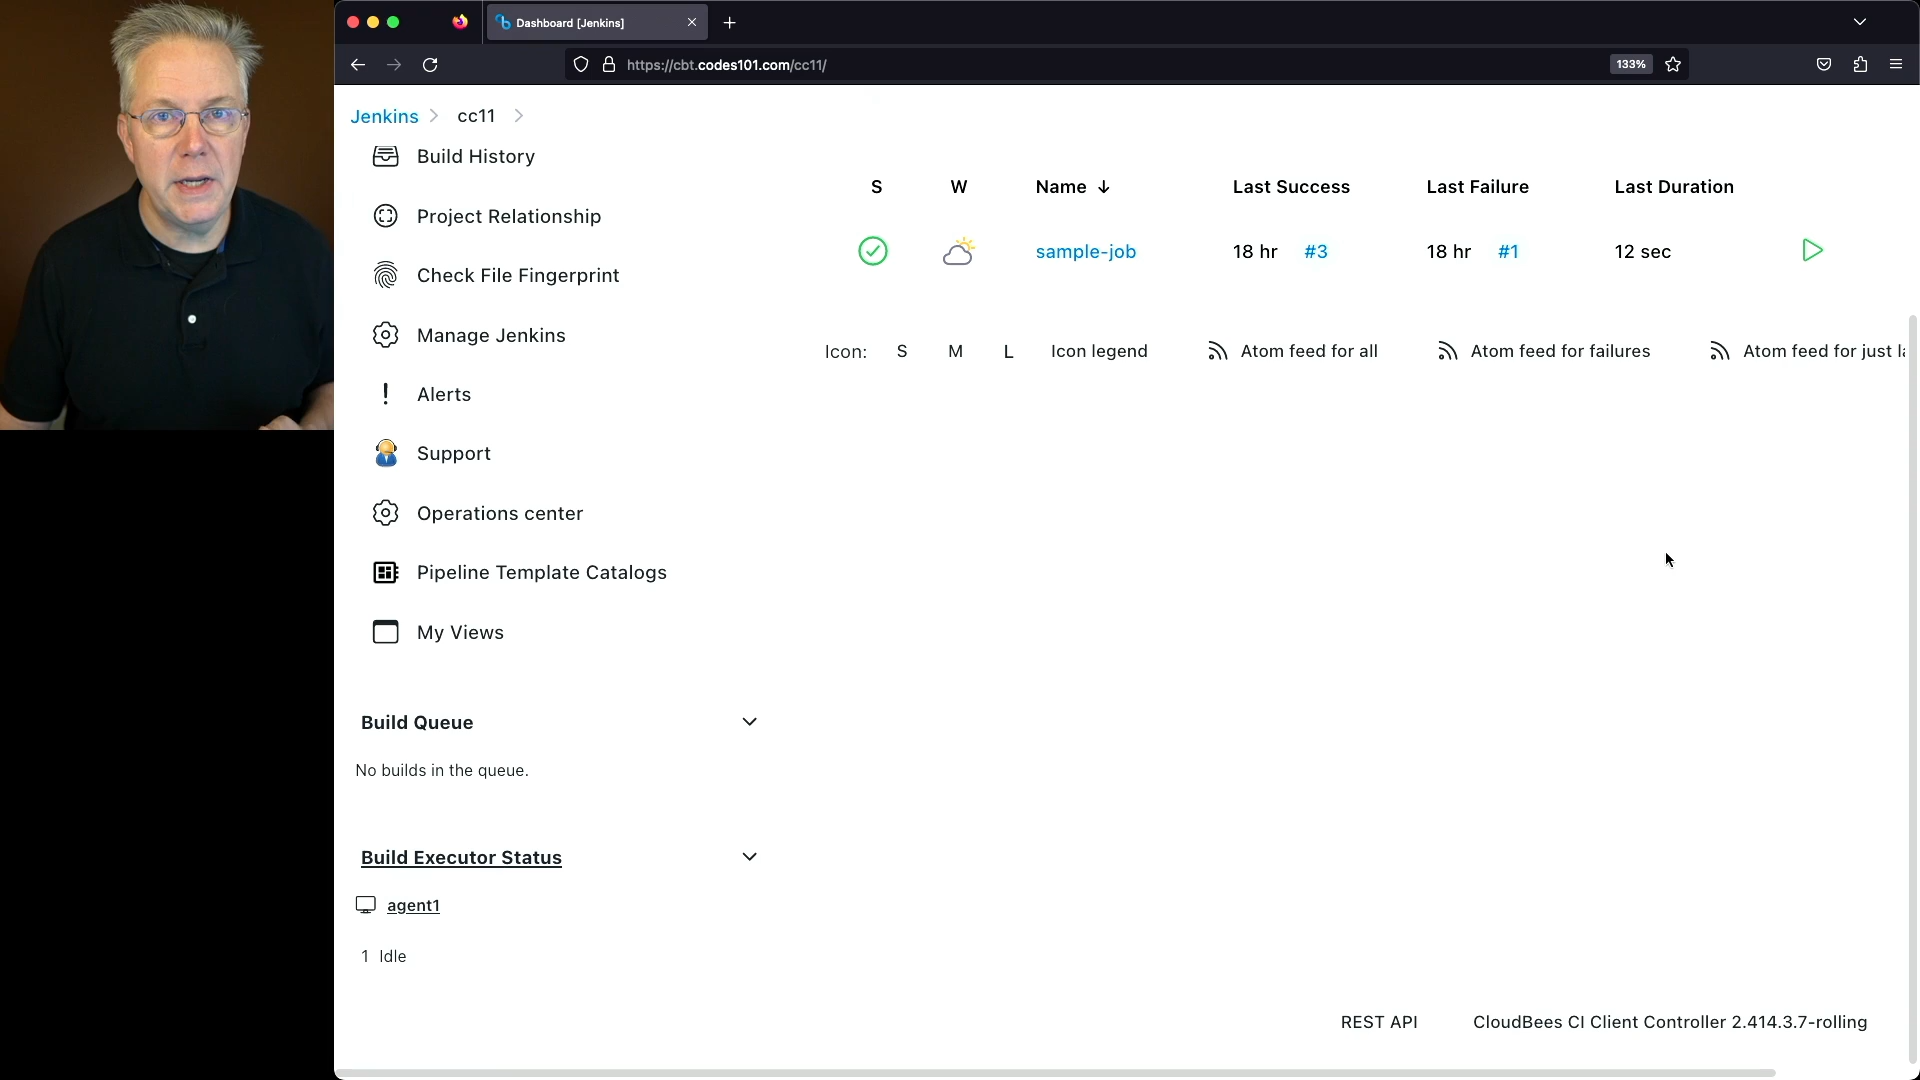 Dashboard [Jenkins]
https://cbt.codes101.com/cc11/
133%
Jenkins
cc11
Build History
Project Relationship
Check File Fingerprint
Manage Jenkins
Alerts
Support
Operations center
Pipeline Template Catalogs
My Views
Build Queue
No builds in the queue.
Build Executor Status
agent1
1 Idle
S W Name ↓ Last Success Last Failure Last Duration
sample-job 18 hr #3 18 hr #1 12 sec
Icon: S M L Icon legend Atom feed for all Atom feed for failures Atom feed for just
REST API CloudBees CI Client Controller 2.414.3.7-rolling